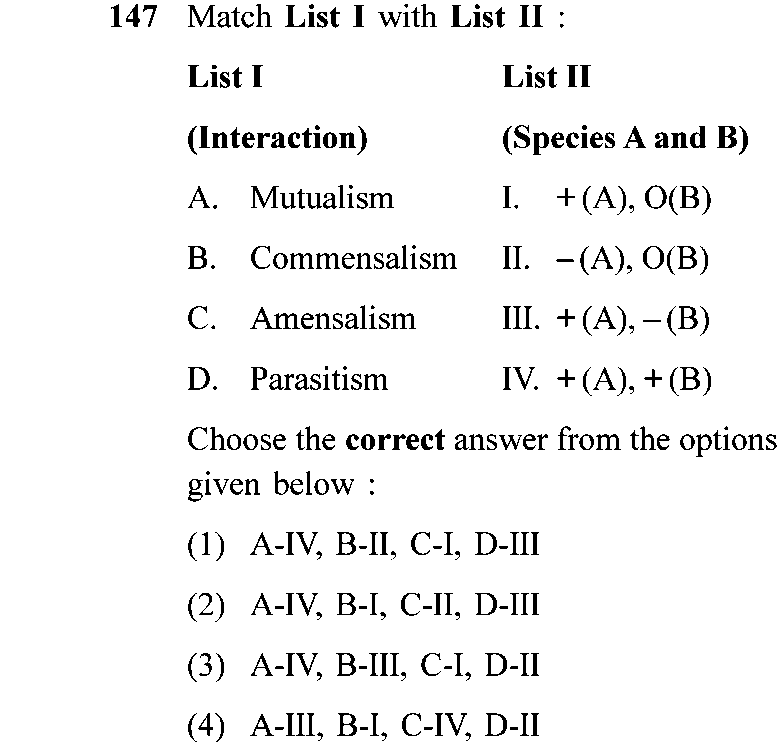 147 Match List I with List II :
List I List II
(Interaction) (Species A and B)
A. Mutualism I. +(A), O(B)
B. Commensalism II. –(A), O(B)
C. Amensalism III. +(A), –(B)
D. Parasitism IV. +(A), +(B)
Choose the correct answer from the options
given below :
(1) A-IV, B-II, C-I, D-III
(2) A-IV, B-I, C-II, D-III
(3) A-IV, B-III, C-I, D-II
(4) A-III, B-I, C-IV, D-II